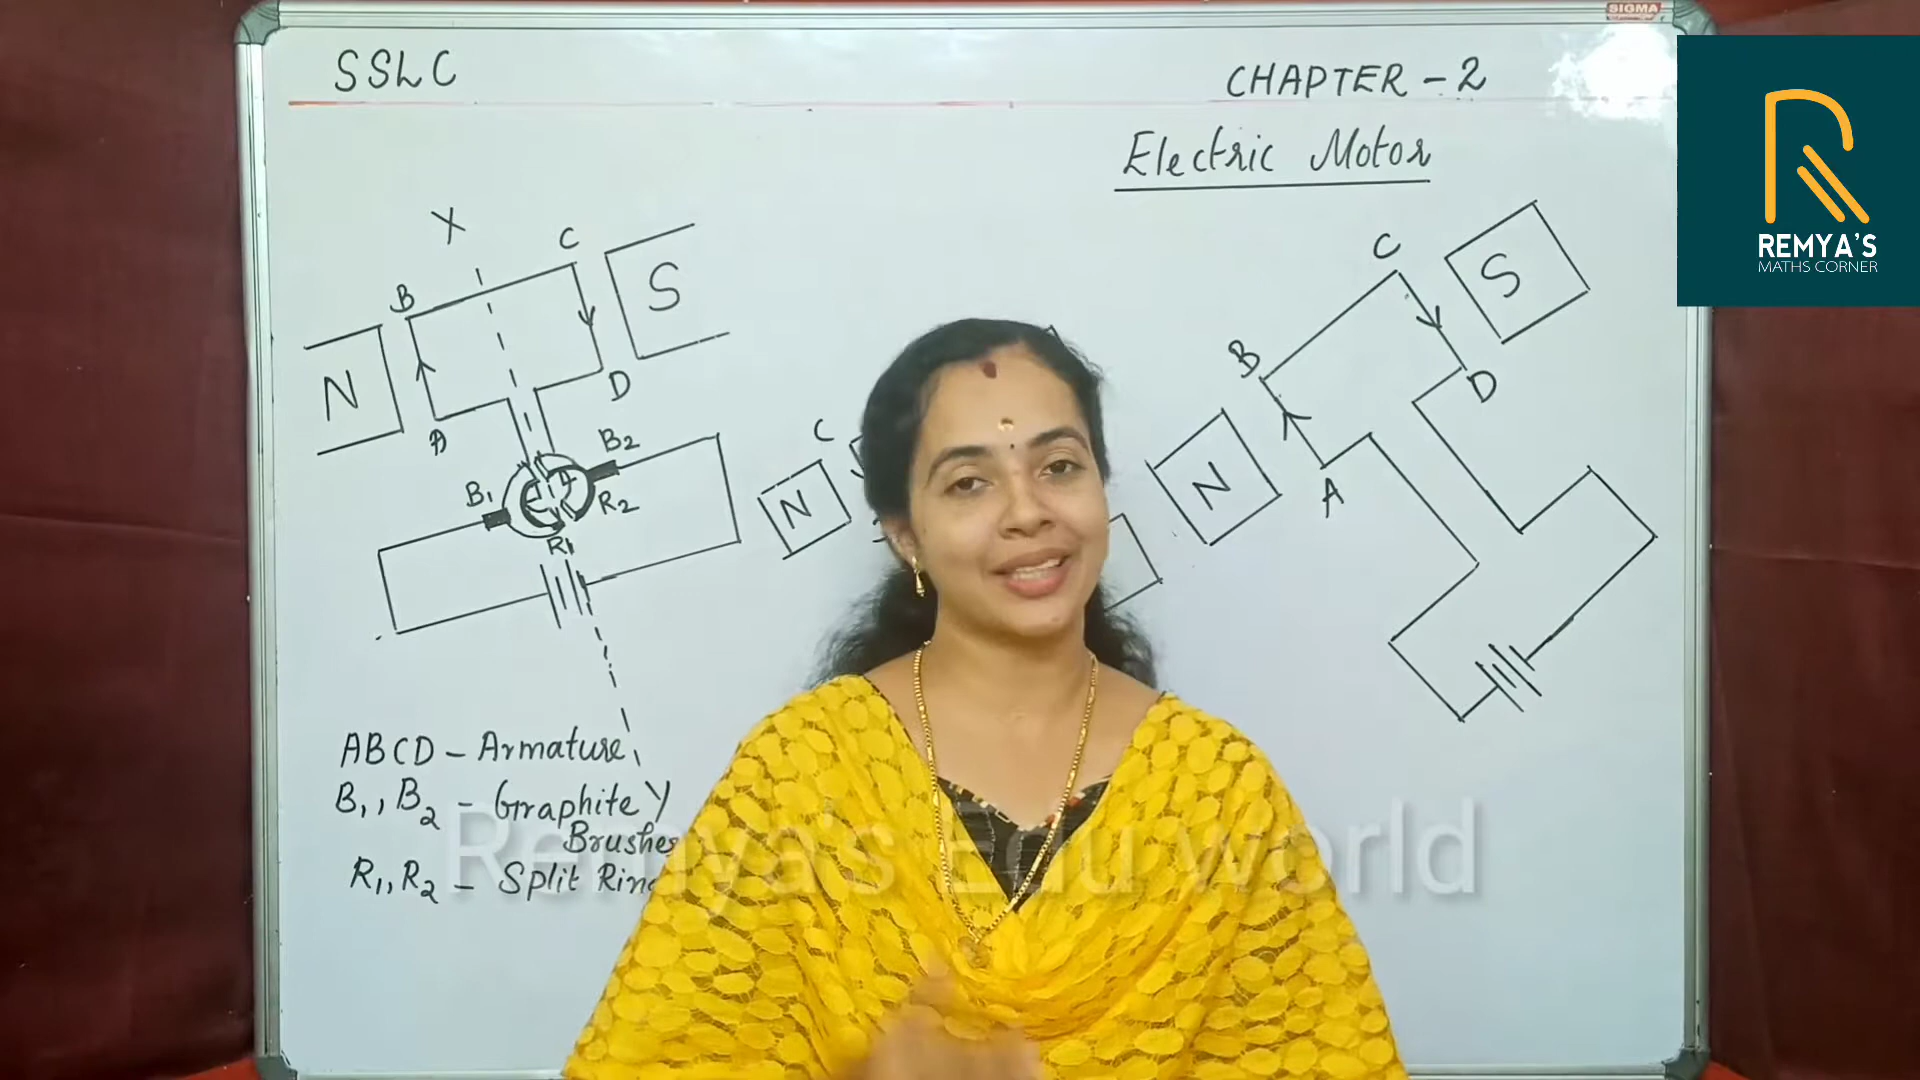 SIGMA
SSLC
CHAPTER - 2
Electric Motor
REMYA'S
MATHS CORNER
X
B
C
N
S
A
D
B1
B2
R2
R1
C
N
C
S
B
D
N
A
ABCD - Armature
B1, B2 - Graphite Y
Brushes
R1, R2 - Split Ring
Remya's Edu world